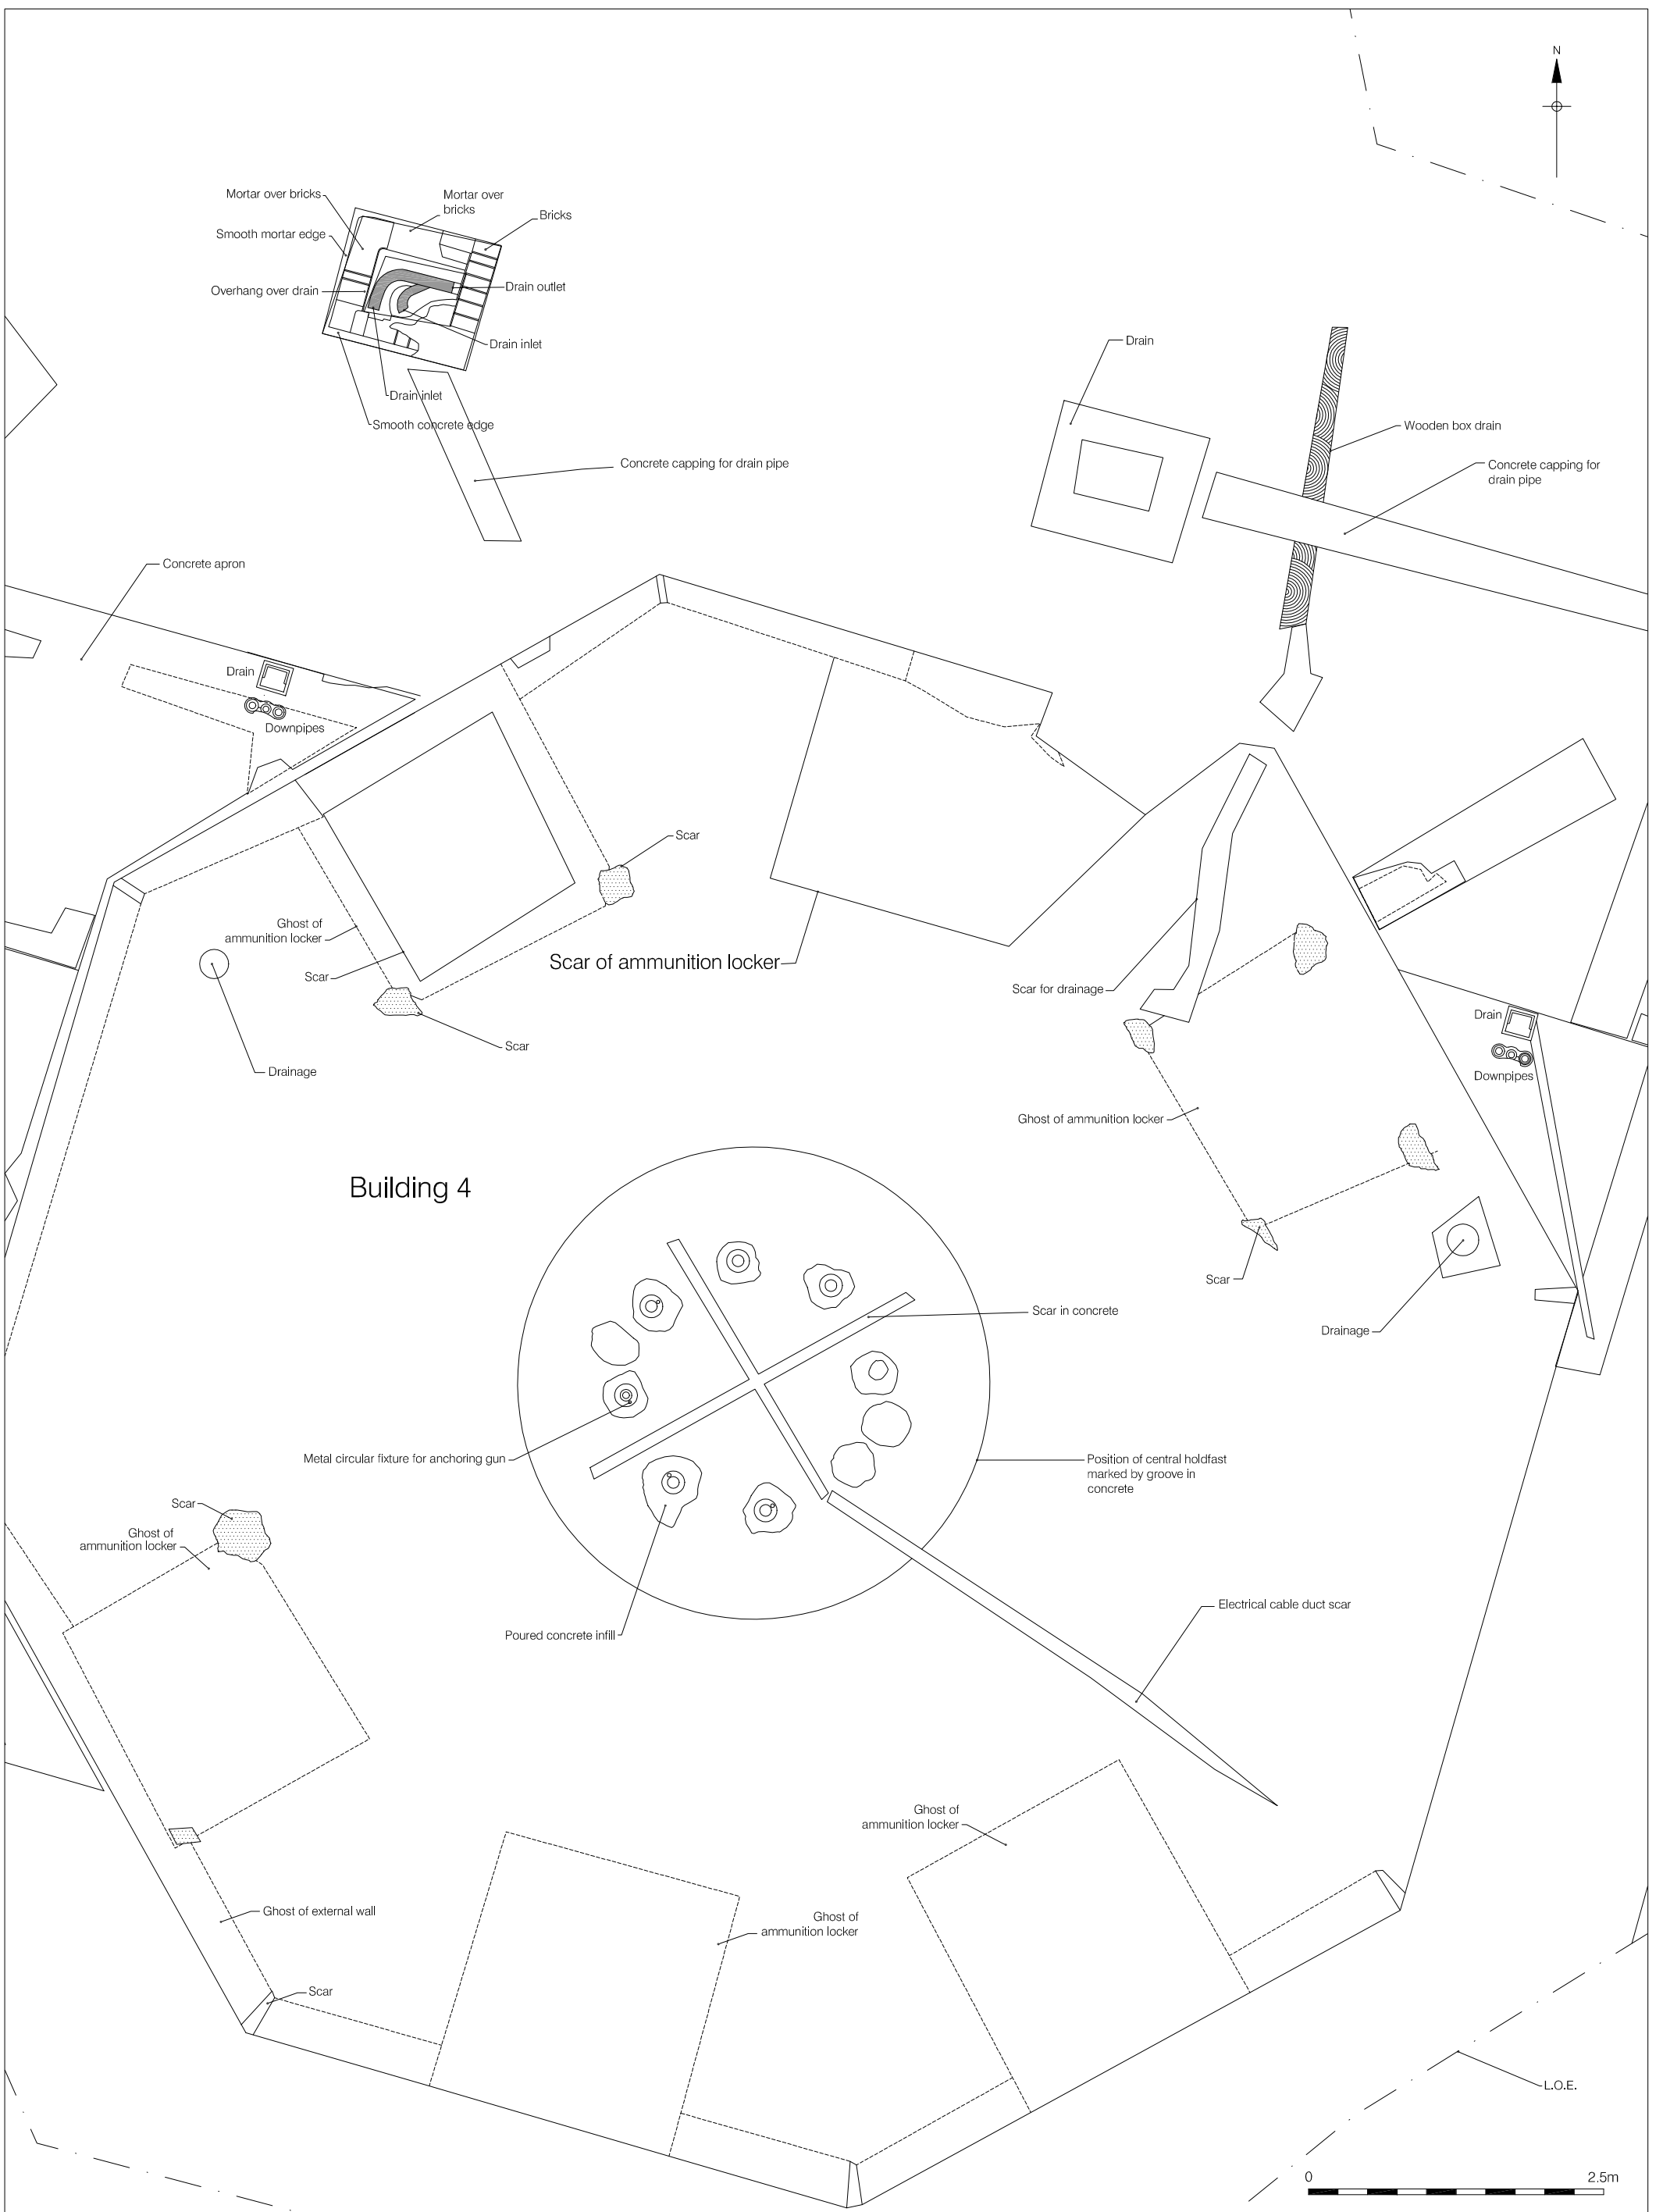 N
Mortar over bricks
Mortar over
bricks
Bricks
Smooth mortar edge
Overhang over drain
Drain outlet
Drain inlet
Drain inlet
Smooth concrete edge
Concrete capping for drain pipe
Drain
Wooden box drain
Concrete capping for
drain pipe
Concrete apron
Drain
Downpipes
Scar
Ghost of
ammunition locker
Scar
Scar of ammunition locker
Scar for drainage
Scar
Drainage
Drain
Downpipes
Ghost of ammunition locker
Building 4
Scar
Scar in concrete
Drainage
Metal circular fixture for anchoring gun
Position of central holdfast
marked by groove in
concrete
Scar
Ghost of
ammunition locker
Electrical cable duct scar
Poured concrete infill
Ghost of
ammunition locker
Ghost of external wall
Ghost of
ammunition locker
Scar
L.O.E.
0
2.5m